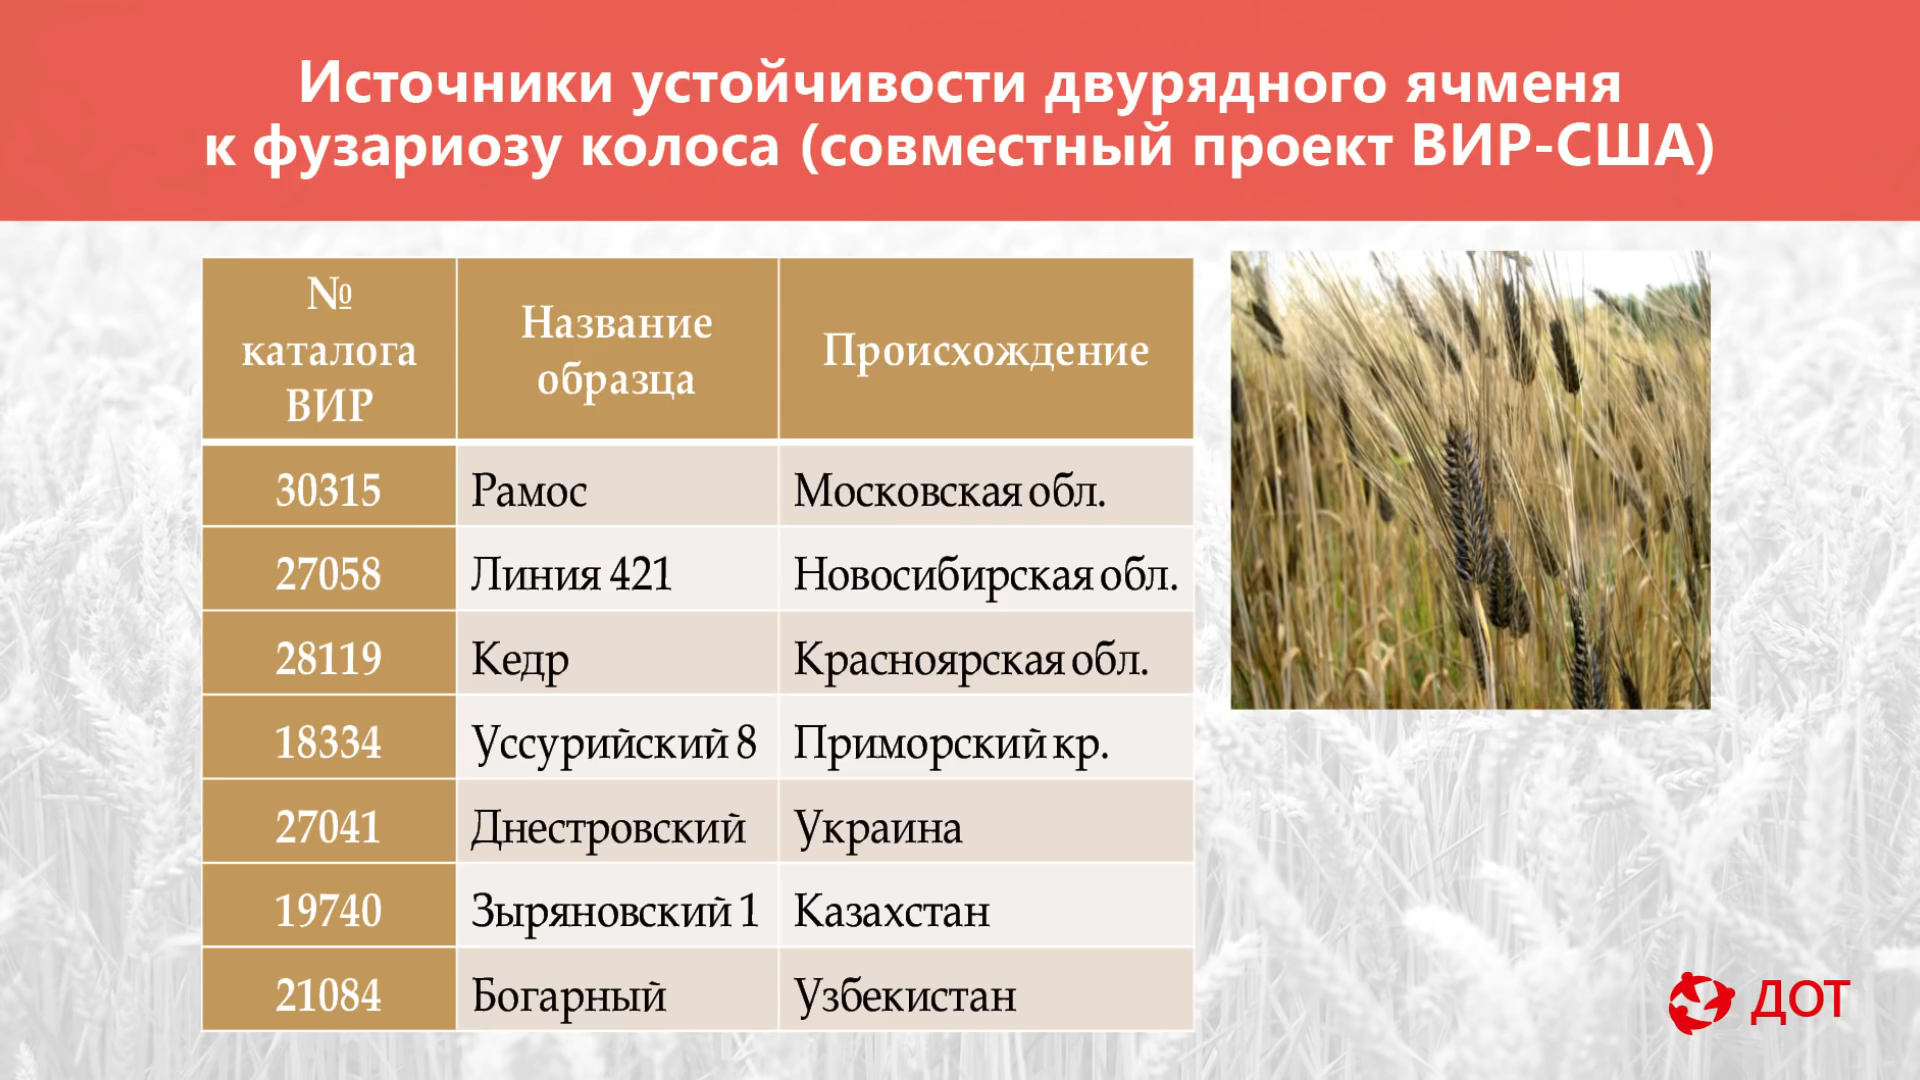 Источники устойчивости двурядного ячменя
к фузариозу колоса (совместный проект ВИР-США)
№
каталога
ВИР
Название
образца
Происхождение
30315 Рамос Московская обл.
27058 Линия 421 Новосибирская обл.
28119 Кедр Красноярская обл.
18334 Уссурийский 8 Приморский кр.
27041 Днестровский Украина
19740 Зыряновский 1 Казахстан
21084 Богарный Узбекистан
ДОТ